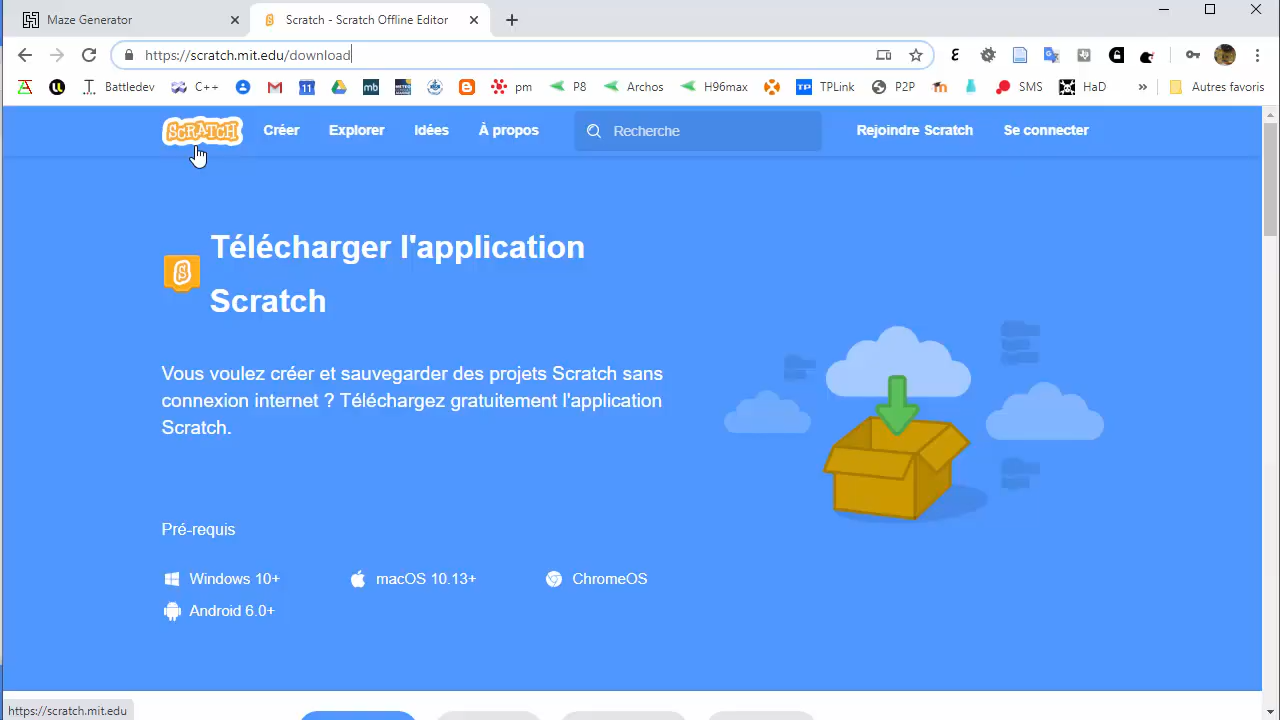 Maze Generator
Scratch - Scratch Offline Editor
https://scratch.mit.edu/download
Battledev C++ 11 mb pm P8 Archos H96max TP TPLink P2P SMS HaD » Autres favoris
SCRATCH Créer Explorer Idées À propos Recherche Rejoindre Scratch Se connecter
Télécharger l'application
Scratch
Vous voulez créer et sauvegarder des projets Scratch sans
connexion internet ? Téléchargez gratuitement l'application
Scratch.
Pré-requis
Windows 10+ macOS 10.13+ ChromeOS
Android 6.0+
https://scratch.mit.edu